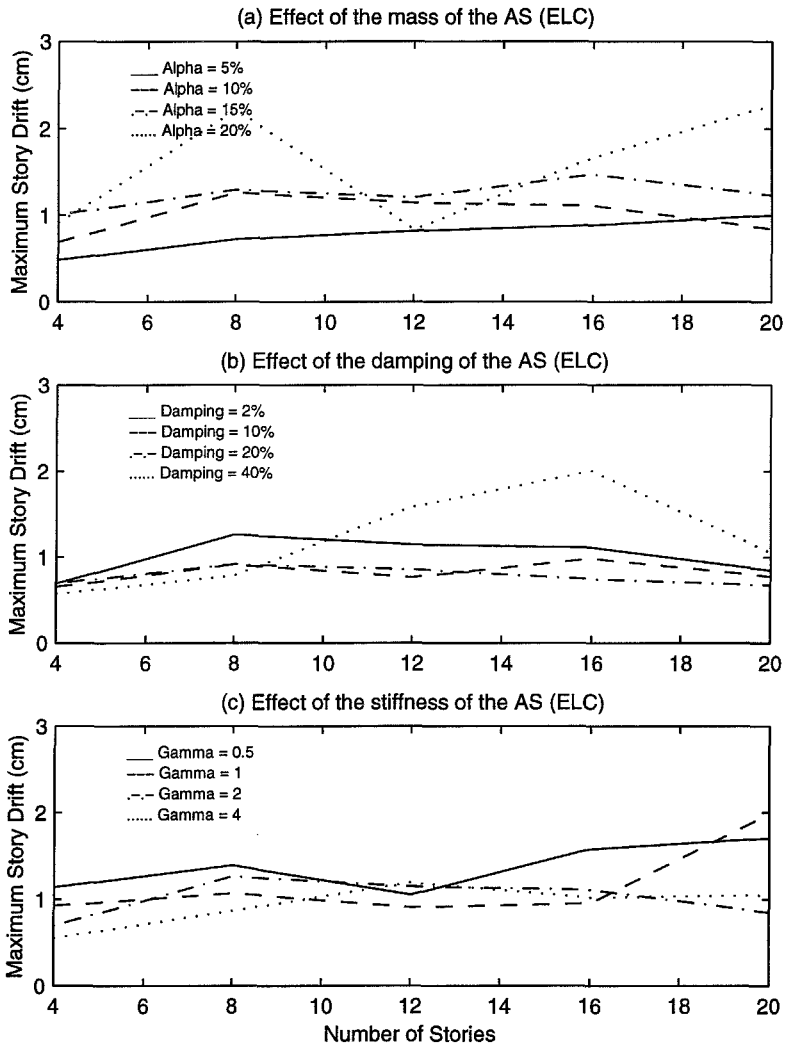 (a) Effect of the mass of the AS (ELC)
3
2
1
0
Maximum Story Drift (cm)
Alpha = 5%
Alpha = 10%
Alpha = 15%
Alpha = 20%
4 6 8 10 12 14 16 18 20
(b) Effect of the damping of the AS (ELC)
3
2
1
0
Maximum Story Drift (cm)
Damping = 2%
Damping = 10%
Damping = 20%
Damping = 40%
4 6 8 10 12 14 16 18 20
(c) Effect of the stiffness of the AS (ELC)
3
2
1
0
Maximum Story Drift (cm)
Gamma = 0.5
Gamma = 1
Gamma = 2
Gamma = 4
4 6 8 10 12 14 16 18 20
Number of Stories